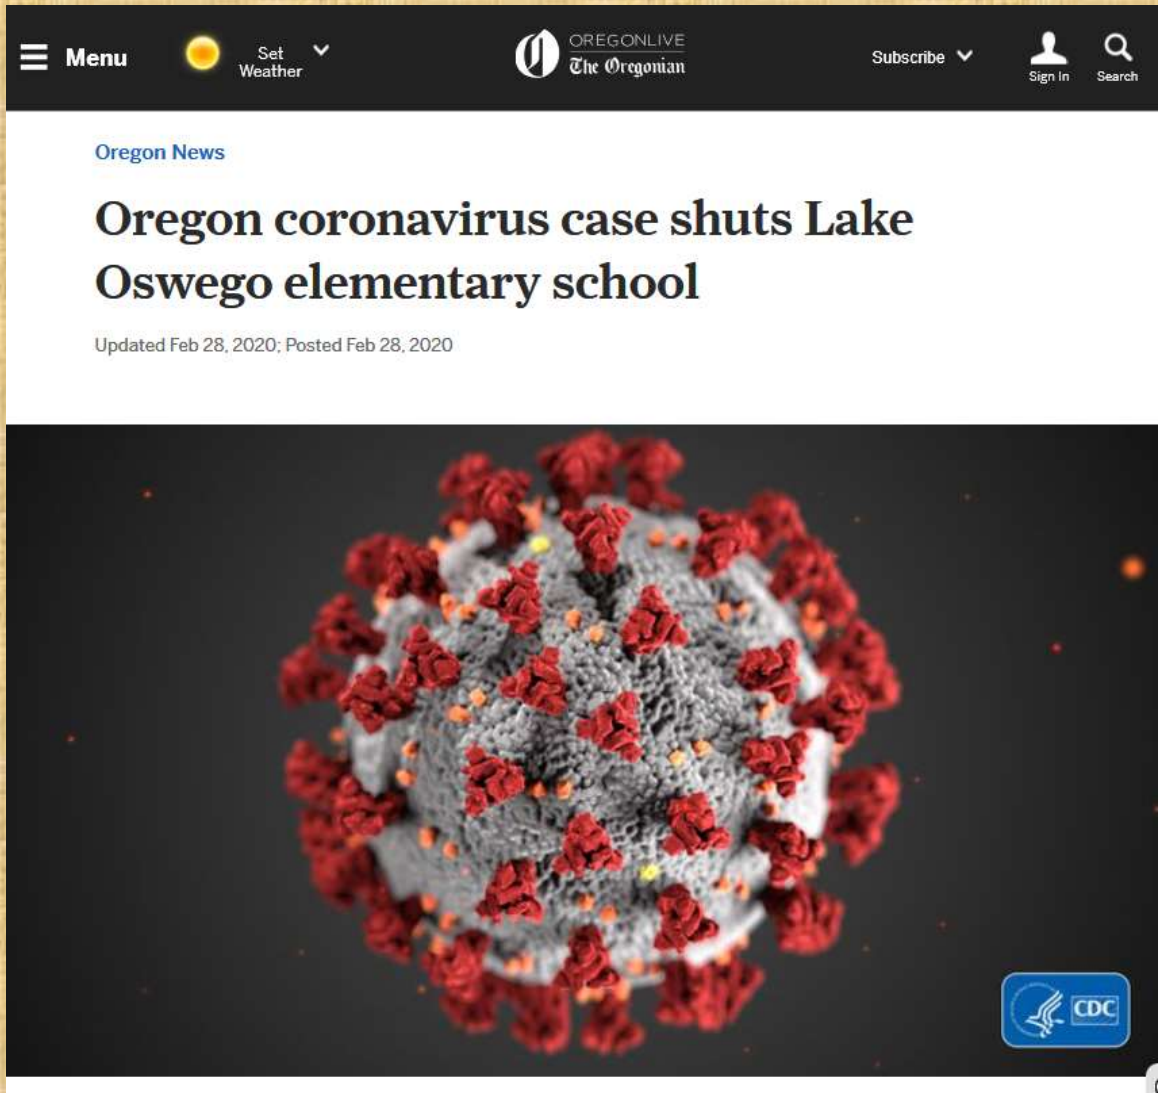 Menu
Set
Weather
OREGONLIVE
The Oregonian
Subscribe
Sign In
Search
Oregon News
Oregon coronavirus case shuts Lake
Oswego elementary school
Updated Feb 28, 2020; Posted Feb 28, 2020
CDC